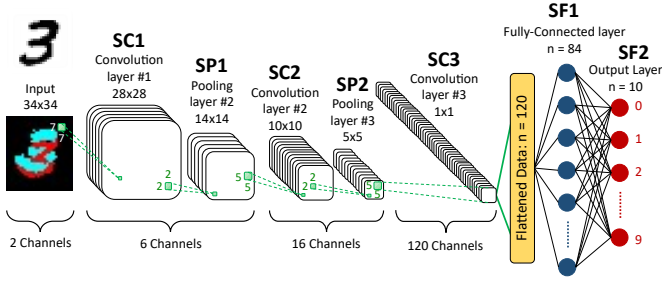 3
Input
34x34
7
7
2 Channels
SC1
Convolution
layer #1
28x28
2
2
SP1
Pooling
layer #2
14x14
5
5
6 Channels
SC2
Convolution
layer #2
10x10
2
2
SP2
Pooling
layer #3
5x5
5
5
16 Channels
SC3
Convolution
layer #3
1x1
120 Channels
Flattened Data: n = 120
SF1
Fully-Connected layer
n = 84
SF2
Output Layer
n = 10
0
1
2
9